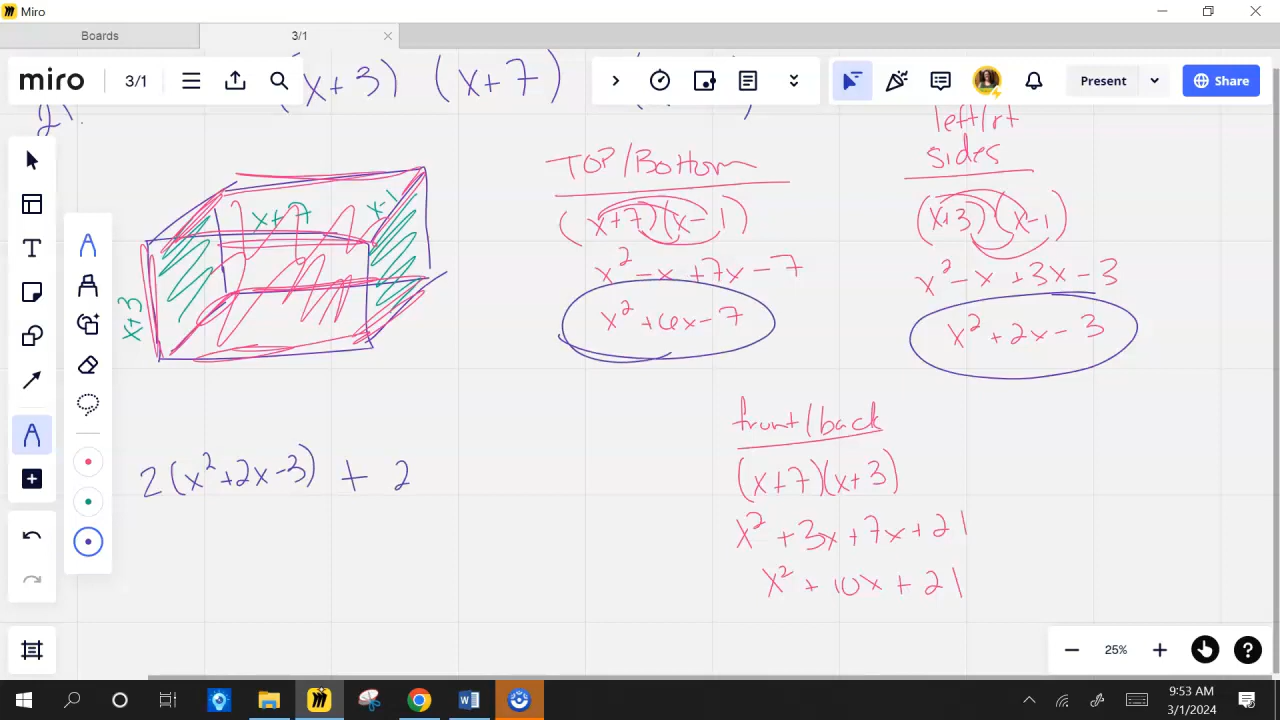 Miro
Boards
3/1
miro
3/1
Present
Share
(x+3) (x+7)
21.
TOP/Bottom
(x+7)(x-1)
x² -x +7x -7
x² +6x -7
left/rt
sides
(x+3)(x-1)
x² -x +3x -3
x² +2x -3
x+7
x-1
x+3
front/back
(x+7)(x+3)
x² +3x +7x +21
x² +10x +21
2(x²+2x-3) + 2
25%
9:53 AM
3/1/2024